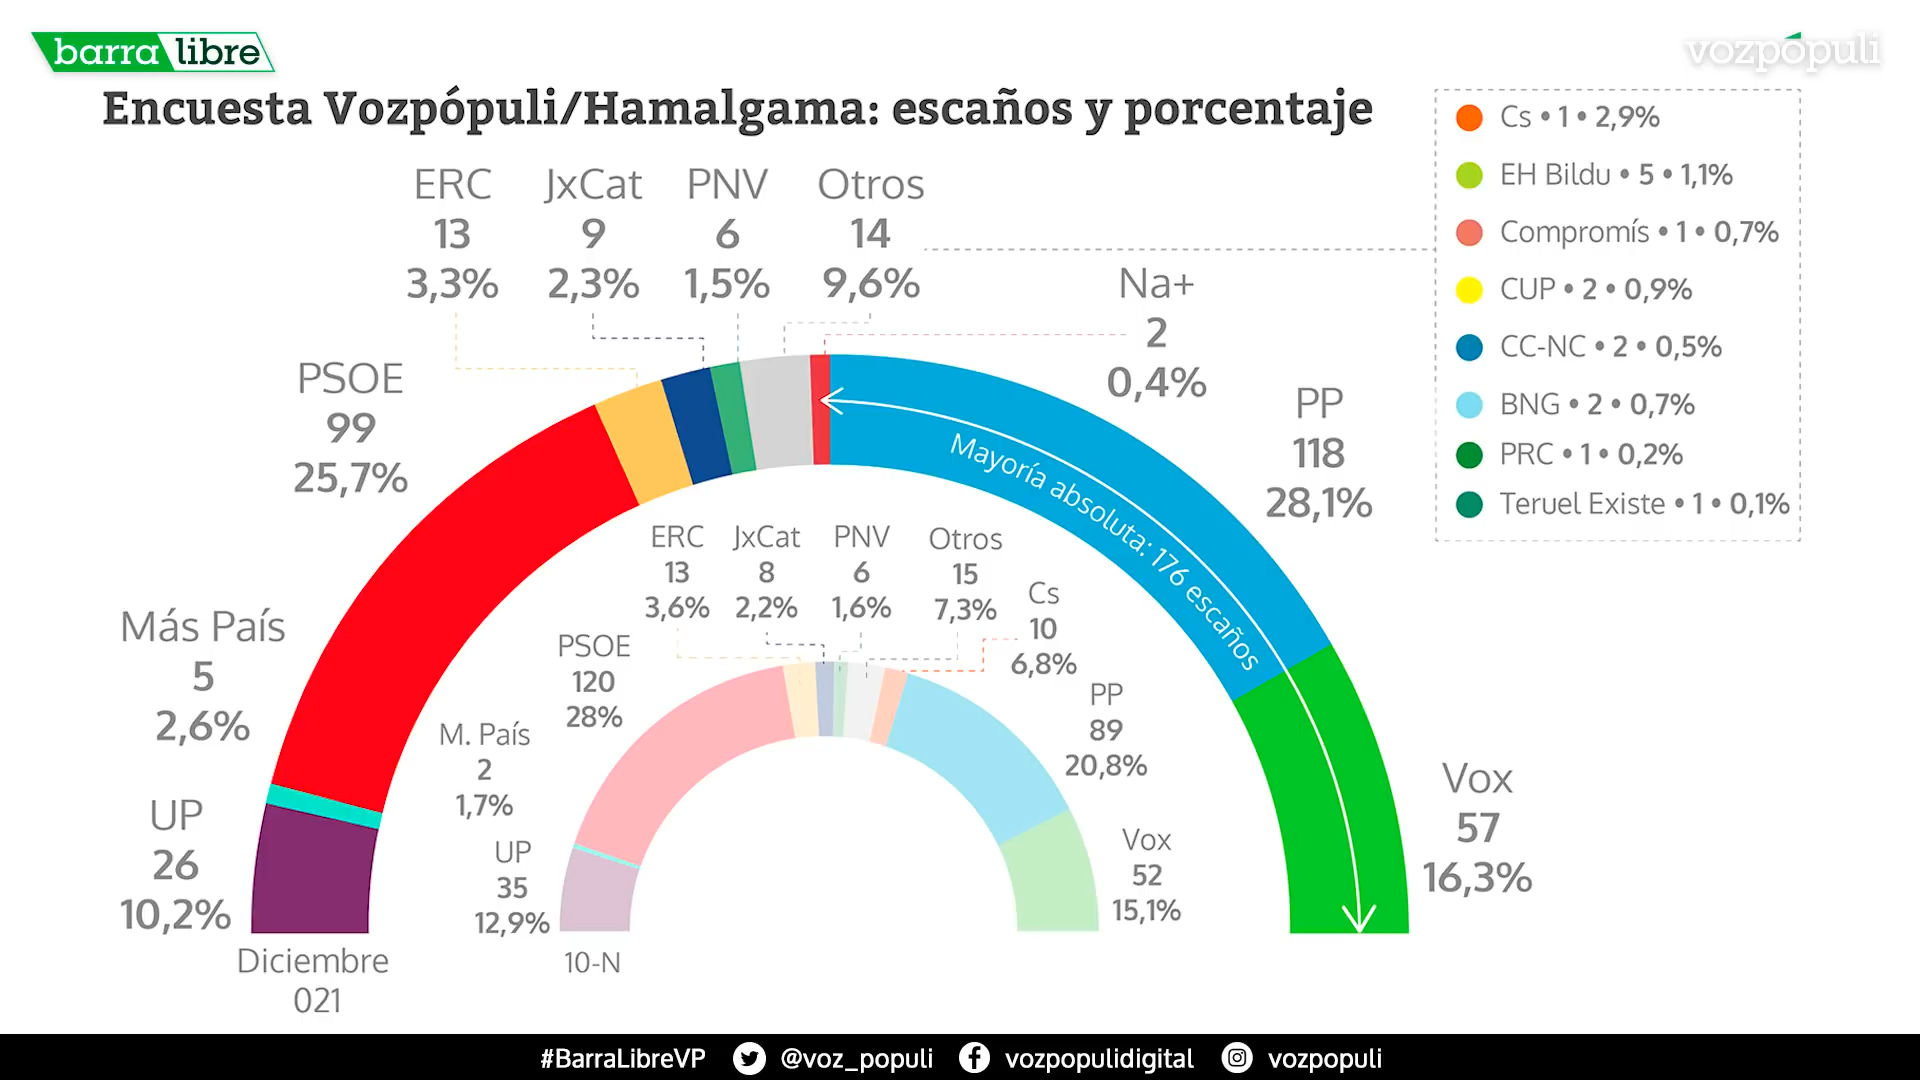 barra libre
vozpópuli
Encuesta Vozpópuli/Hamalgama: escaños y porcentaje
Cs • 1 • 2,9%
EH Bildu • 5 • 1,1%
Compromís • 1 • 0,7%
CUP • 2 • 0,9%
CC-NC • 2 • 0,5%
BNG • 2 • 0,7%
PRC • 1 • 0,2%
Teruel Existe • 1 • 0,1%
ERC
13
3,3%
JxCat
9
2,3%
PNV
6
1,5%
Otros
14
9,6%
Na+
2
0,4%
PSOE
99
25,7%
PP
118
28,1%
Mayoría absoluta: 176 escaños
Más País
5
2,6%
UP
26
10,2%
Vox
57
16,3%
Diciembre
021
ERC
13
3,6%
JxCat
8
2,2%
PNV
6
1,6%
Otros
15
7,3%
Cs
10
6,8%
PSOE
120
28%
PP
89
20,8%
M. País
2
1,7%
UP
35
12,9%
Vox
52
15,1%
10-N
#BarraLibreVP @voz_populi vozpopulidigital vozpopuli